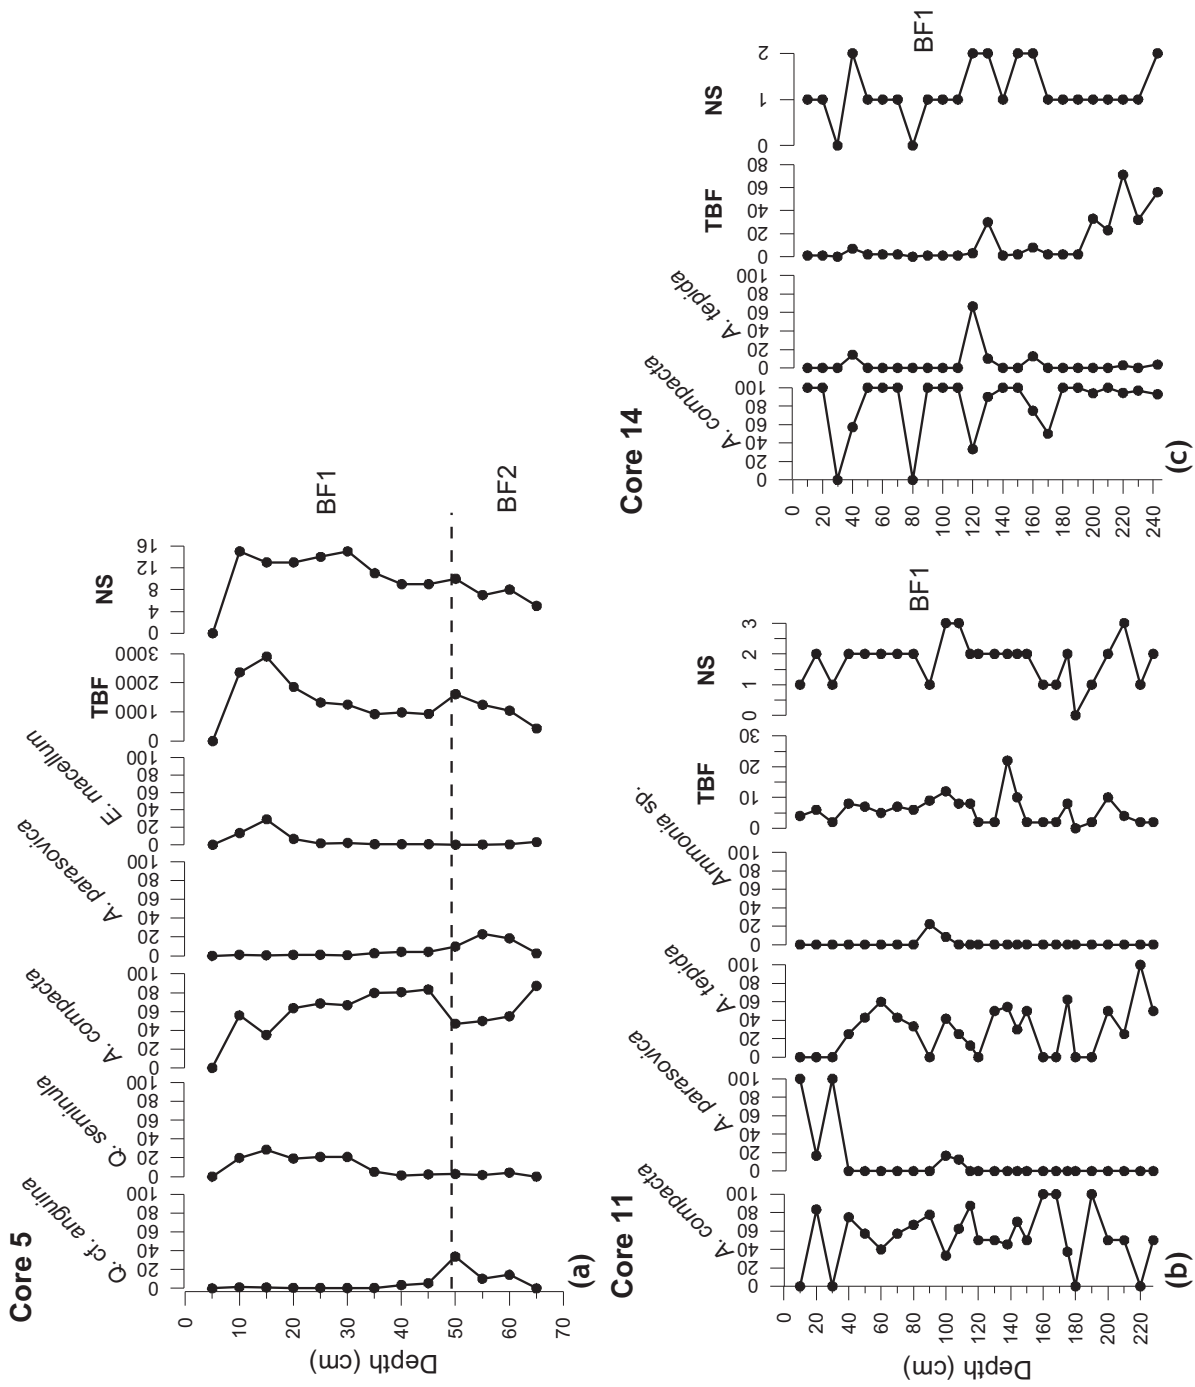 Core 5
Q. cf. anguina
Q. seminula
A. compacta
A. parasovica
E. macellum
TBF
NS
0 20 40 60 80 100
0 20 40 60 80 100
0 20 40 60 80 100
0 20 40 60 80 100
0 20 40 60 80 100
0 1000 2000 3000
0 4 8 12 16
0
10
20
30
40
50
60
70
Depth (cm)
BF1
BF2
(a)
Core 11
A. compacta
A. parasovica
A. tepida
Ammonia sp.
TBF
NS
0 20 40 60 80 100
0 20 40 60 80 100
0 20 40 60 80 100
0 20 40 60 80 100
0 10 20 30
0 1 2 3
0
20
40
60
80
100
120
140
160
180
200
220
Depth (cm)
BF1
(b)
Core 14
A. compacta
A. tepida
TBF
NS
0 20 40 60 80 100
0 20 40 60 80 100
0 20 40 60 80
0 1 2
0
20
40
60
80
100
120
140
160
180
200
220
240
BF1
(c)